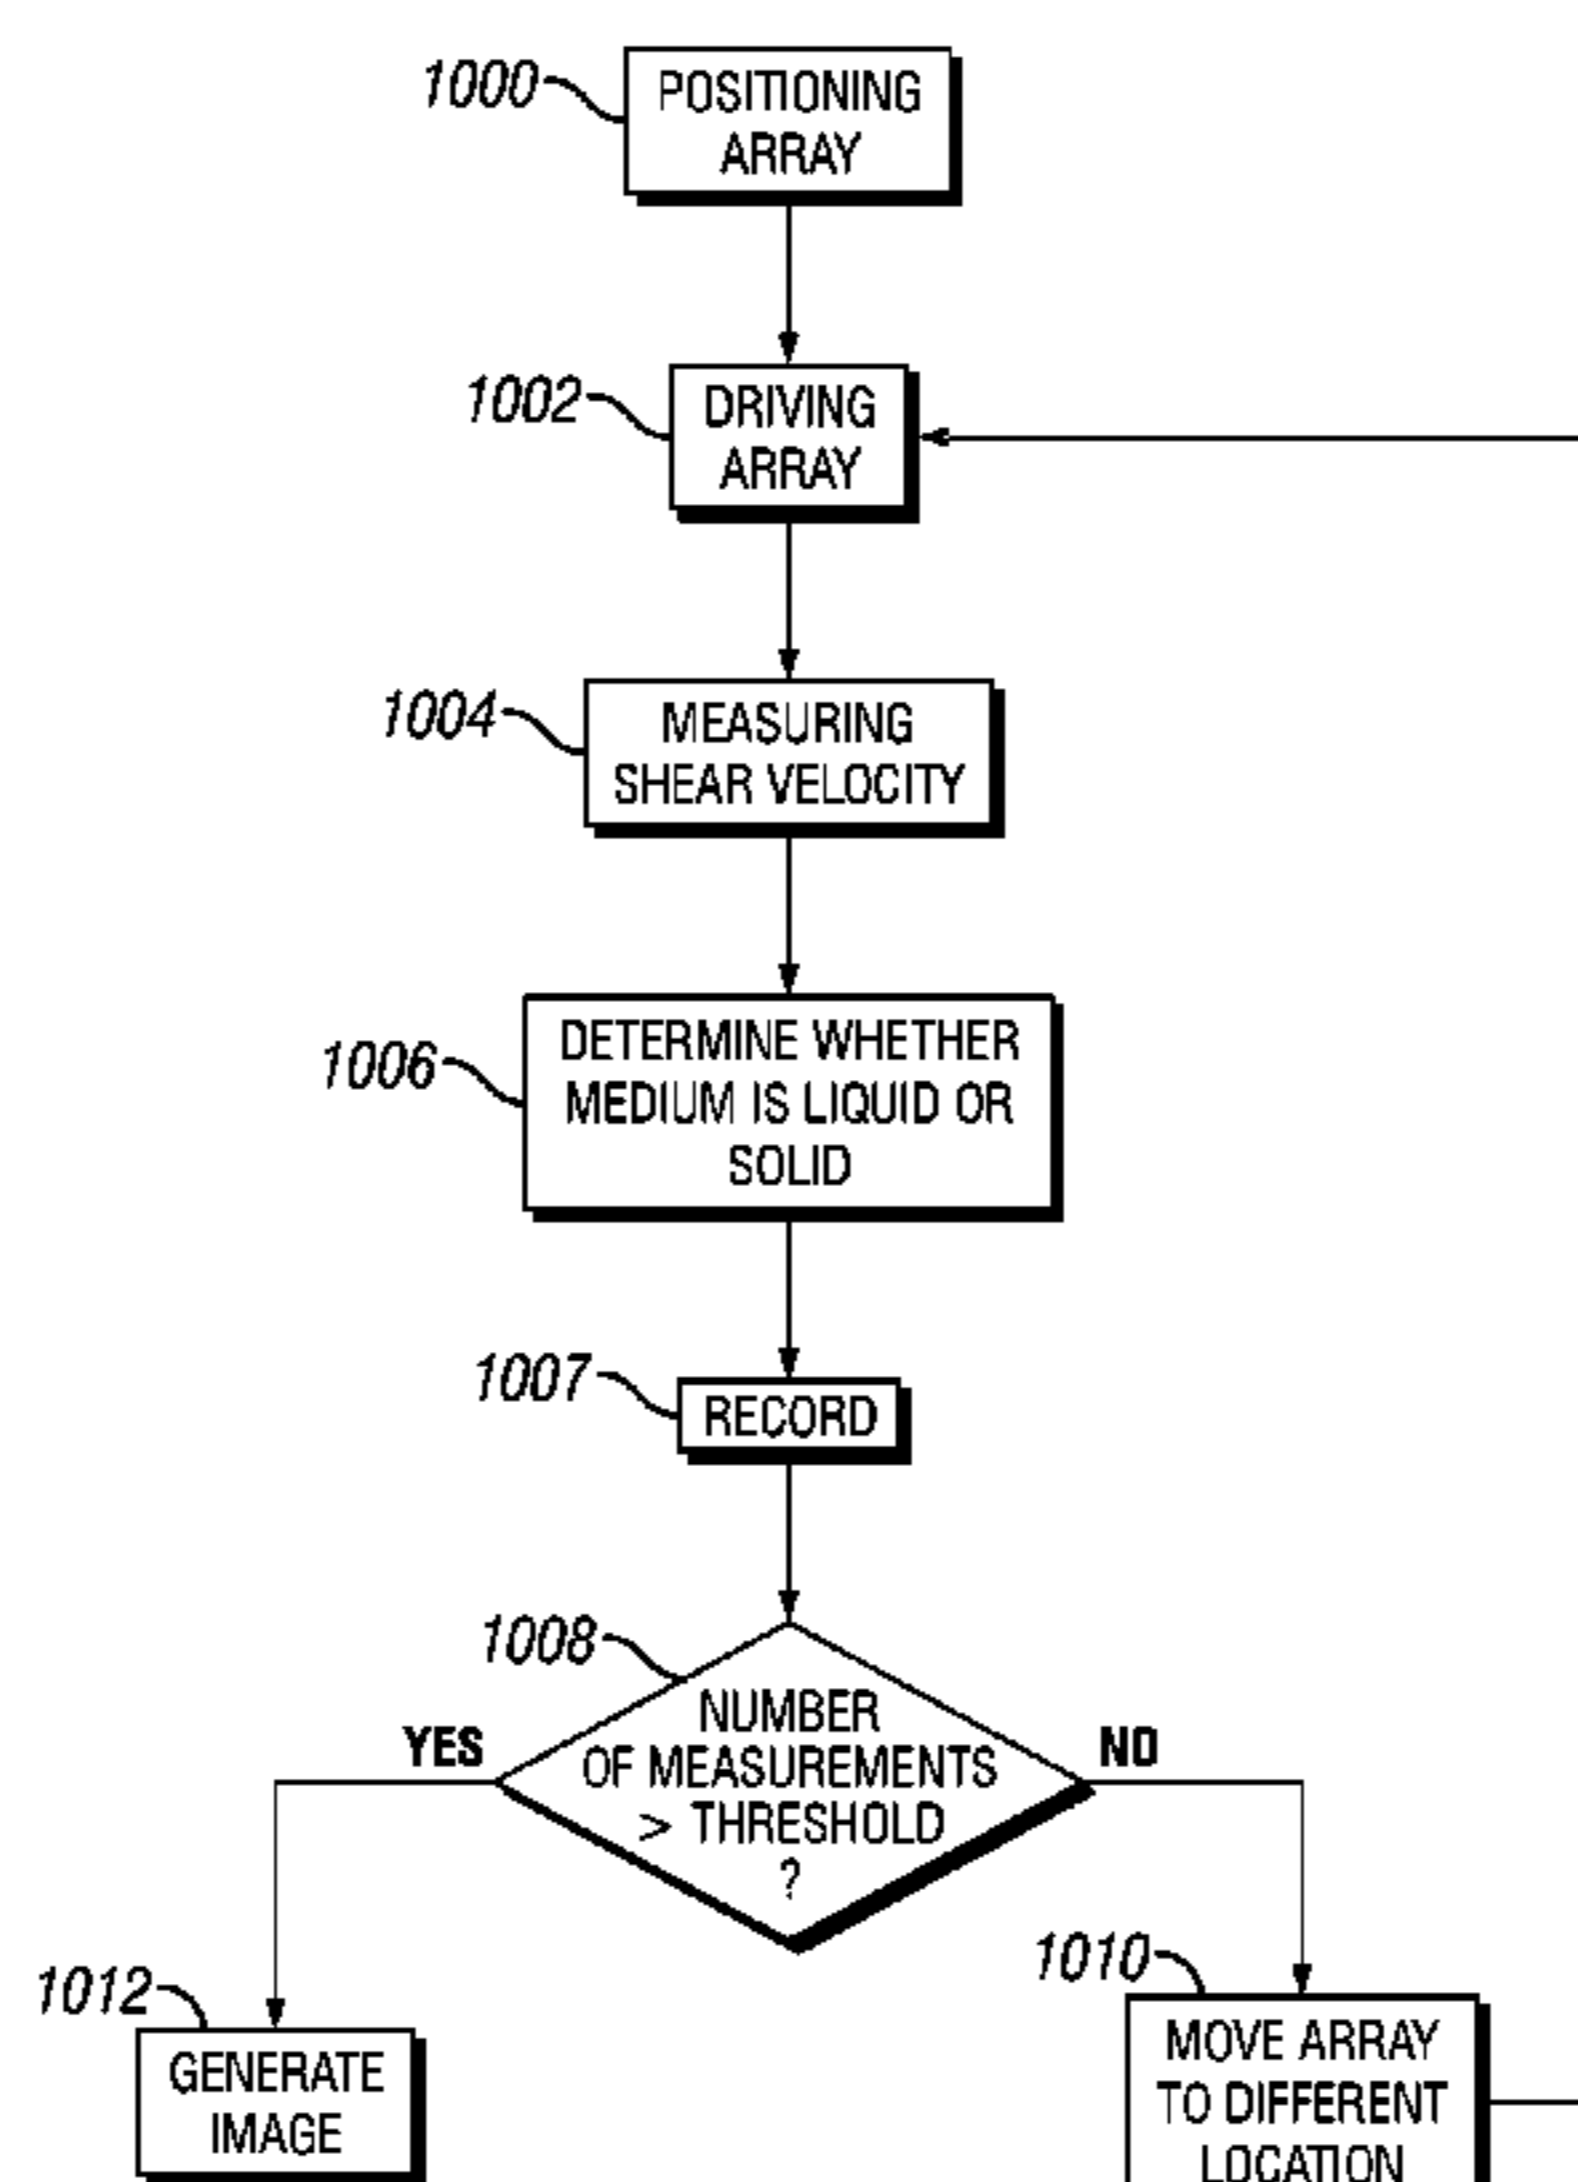 1000
POSITIONING
ARRAY
1002
DRIVING
ARRAY
1004
MEASURING
SHEAR VELOCITY
1006
DETERMINE WHETHER
MEDIUM IS LIQUID OR
SOLID
1007
RECORD
1008
NUMBER
OF MEASUREMENTS
> THRESHOLD
?
YES
NO
1012
GENERATE
IMAGE
1010
MOVE ARRAY
TO DIFFERENT
LOCATION